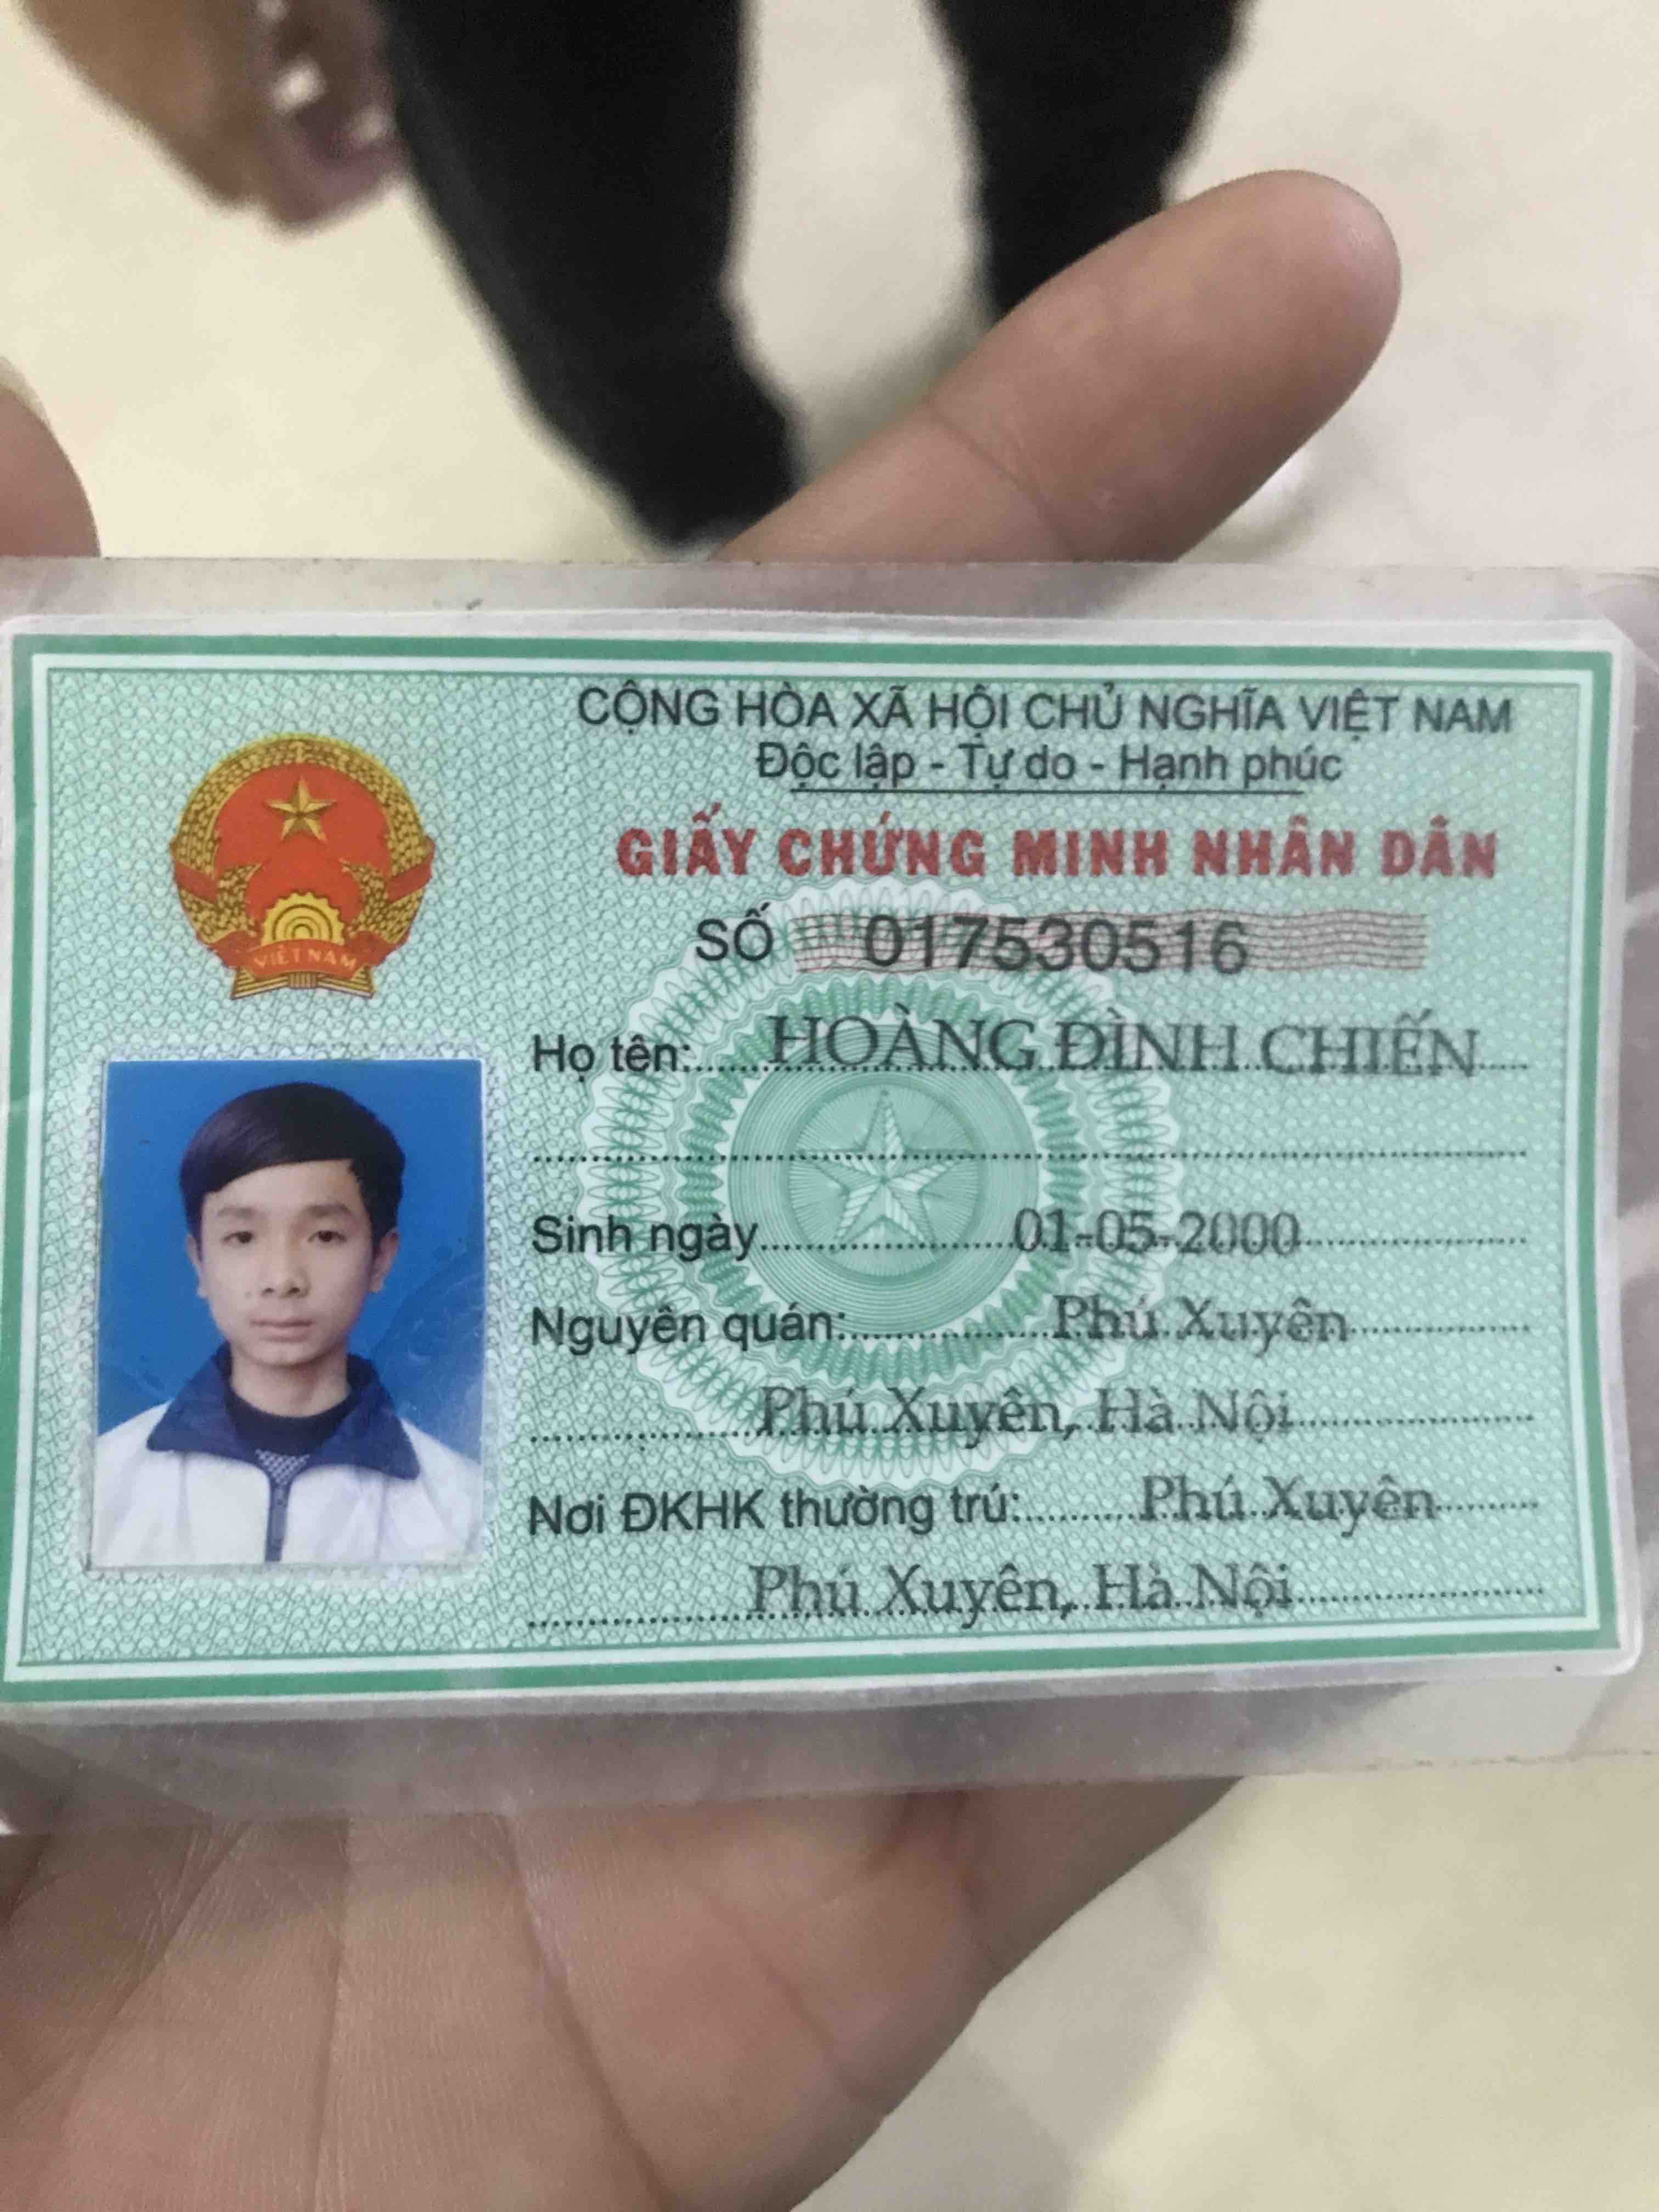 CỘNG HÒA XÃ HỘI CHỦ NGHĨA VIỆT NAM
Độc lập - Tự do - Hạnh phúc
GIẤY CHỨNG MINH NHÂN DÂN
SỐ 017530516
VIỆT NAM
Họ tên: HOÀNG ĐÌNH CHIẾN
Sinh ngày 01-05-2000
Nguyên quán: Phú Xuyên
Phú Xuyên, Hà Nội
Nơi ĐKHK thường trú: Phú Xuyên
Phú Xuyên, Hà Nội